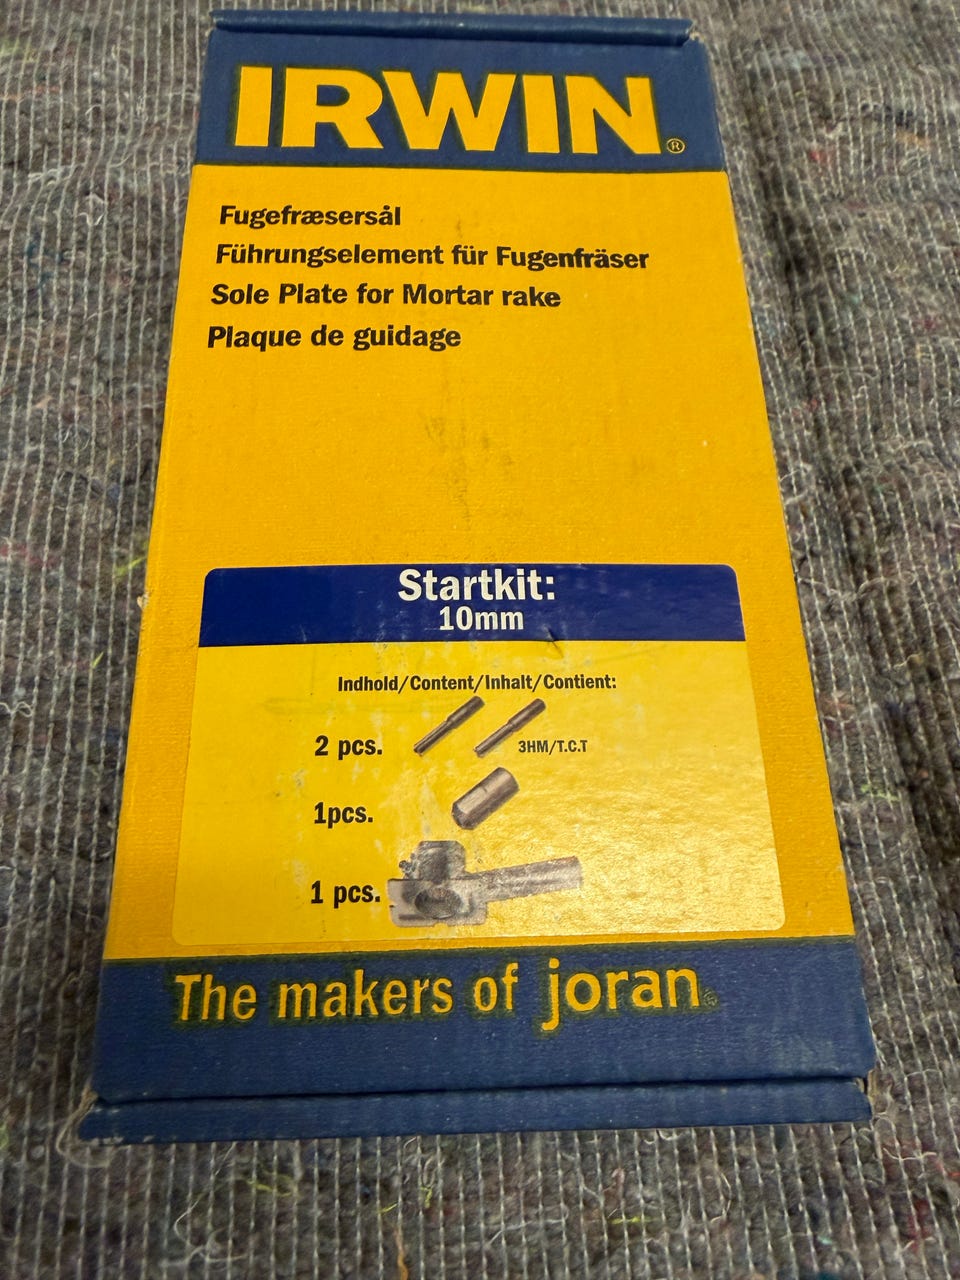 IRWIN®
Fugefræsersål
Führungselement für Fugenfräser
Sole Plate for Mortar rake
Plaque de guidage
Startkit:
10mm
Indhold/Content/Inhalt/Contient:
2 pcs.
3HM/T.C.T
1pcs.
1 pcs.
The makers of joran®